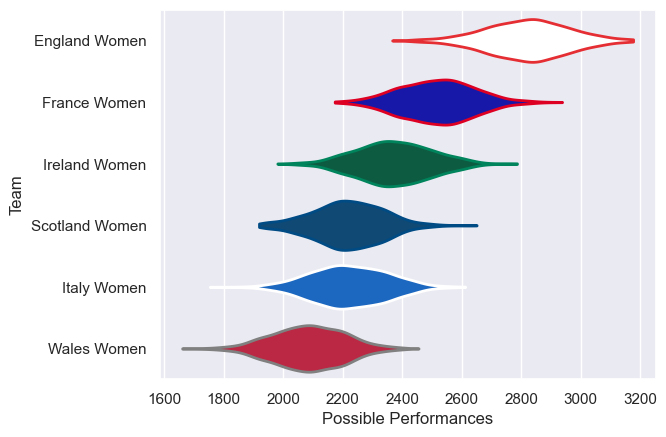 England Women
France Women
Ireland Women
Scotland Women
Italy Women
Wales Women
Team
1600 1800 2000 2200 2400 2600 2800 3000 3200
Possible Performances